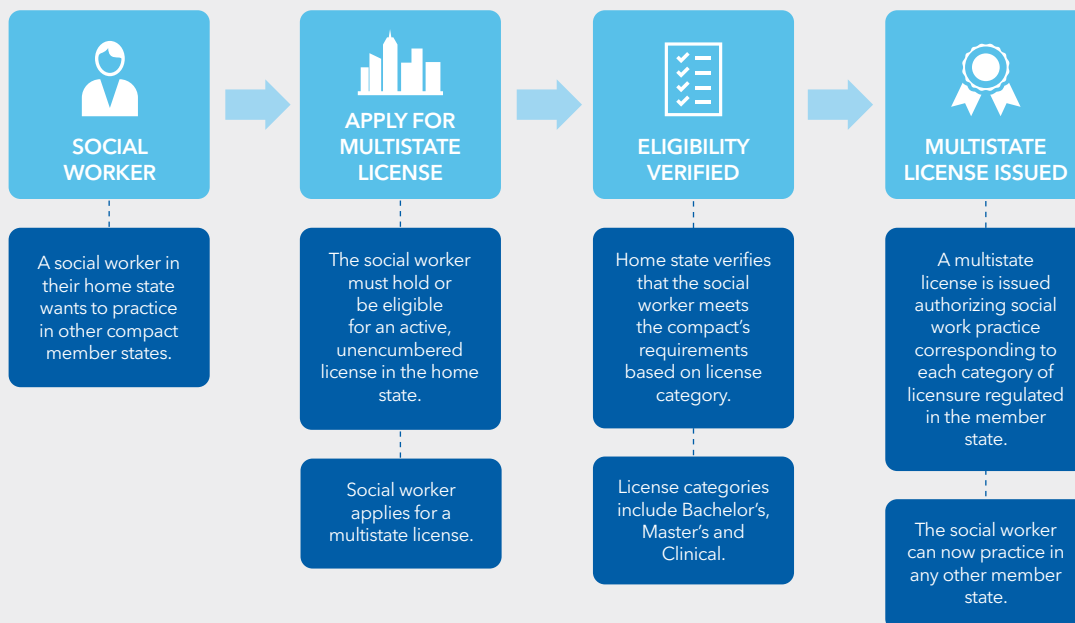 SOCIAL
WORKER
A social worker in
their home state
wants to practice
in other compact
member states.
APPLY FOR
MULTISTATE
LICENSE
The social worker
must hold or
be eligible
for an active,
unencumbered
license in the home
state.
Social worker
applies for a
multistate license.
ELIGIBILITY
VERIFIED
Home state verifies
that the social
worker meets
the compact’s
requirements
based on license
category.
License categories
include Bachelor’s,
Master’s and
Clinical.
MULTISTATE
LICENSE ISSUED
A multistate
license is issued
authorizing social
work practice
corresponding to
each category of
licensure regulated
in the member
state.
The social worker
can now practice in
any other member
state.